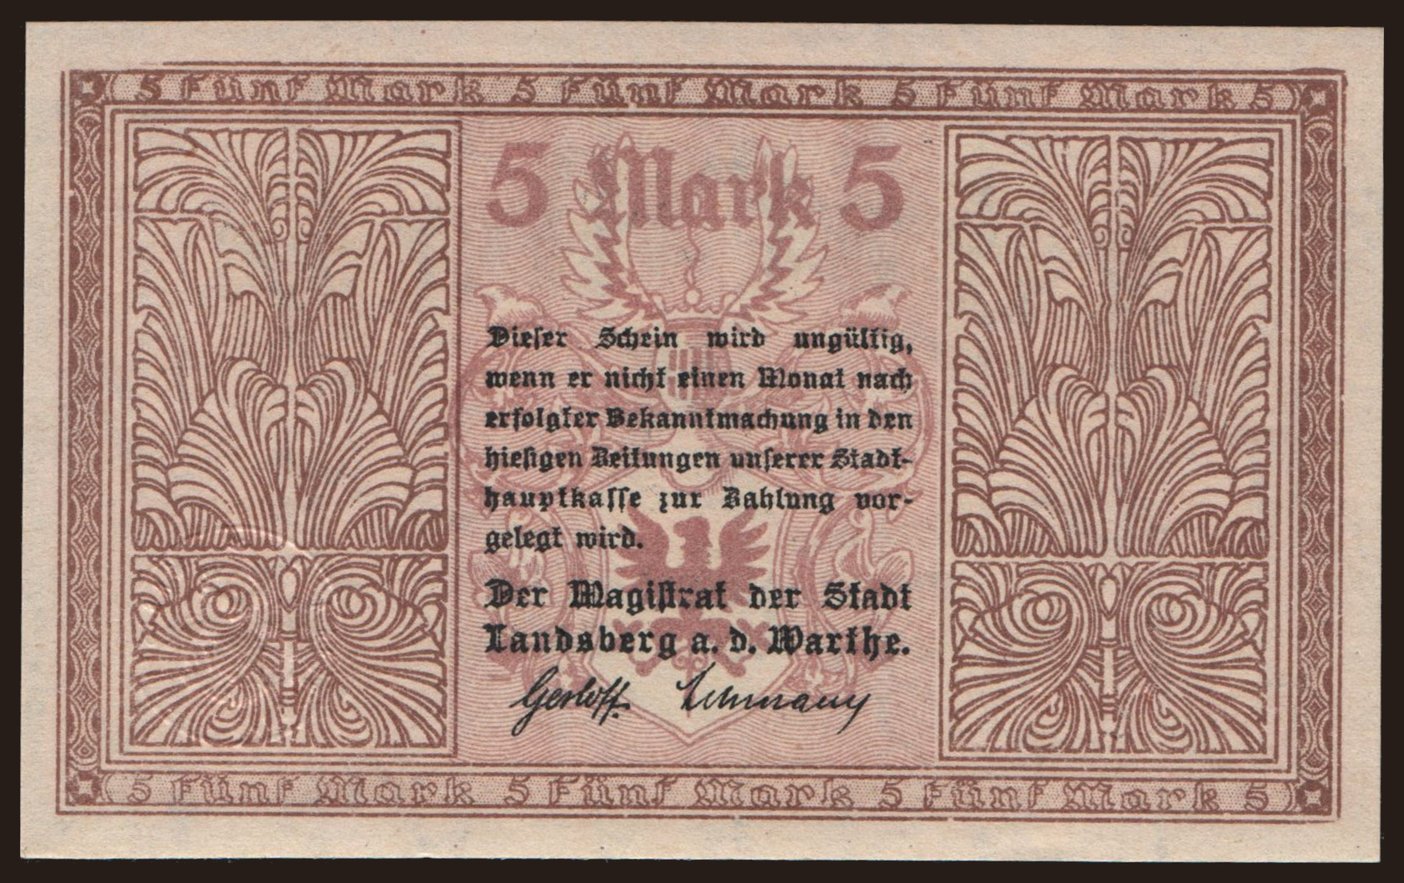 5 Fünf Mark 5 Fünf Mark 5 Fünf Mark 5
5 Mark 5
Dieser Schein wird ungültig,
wenn er nicht einen Monat nach
erfolgter Bekanntmachung in den
hiesigen Zeitungen unserer Stadt-
hauptkasse zur Zahlung vor-
gelegt wird.
Der Magistrat der Stadt
Landsberg a. d. Warthe.
Gerloff. Lehmann
5 Fünf Mark 5 Fünf Mark 5 Fünf Mark 5